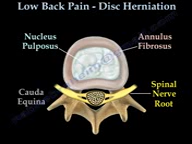 Low Back Pain - Disc Herniation
Nucleus
Pulposus
Annulus
Fibrosus
Cauda
Equina
Spinal
Nerve
Root